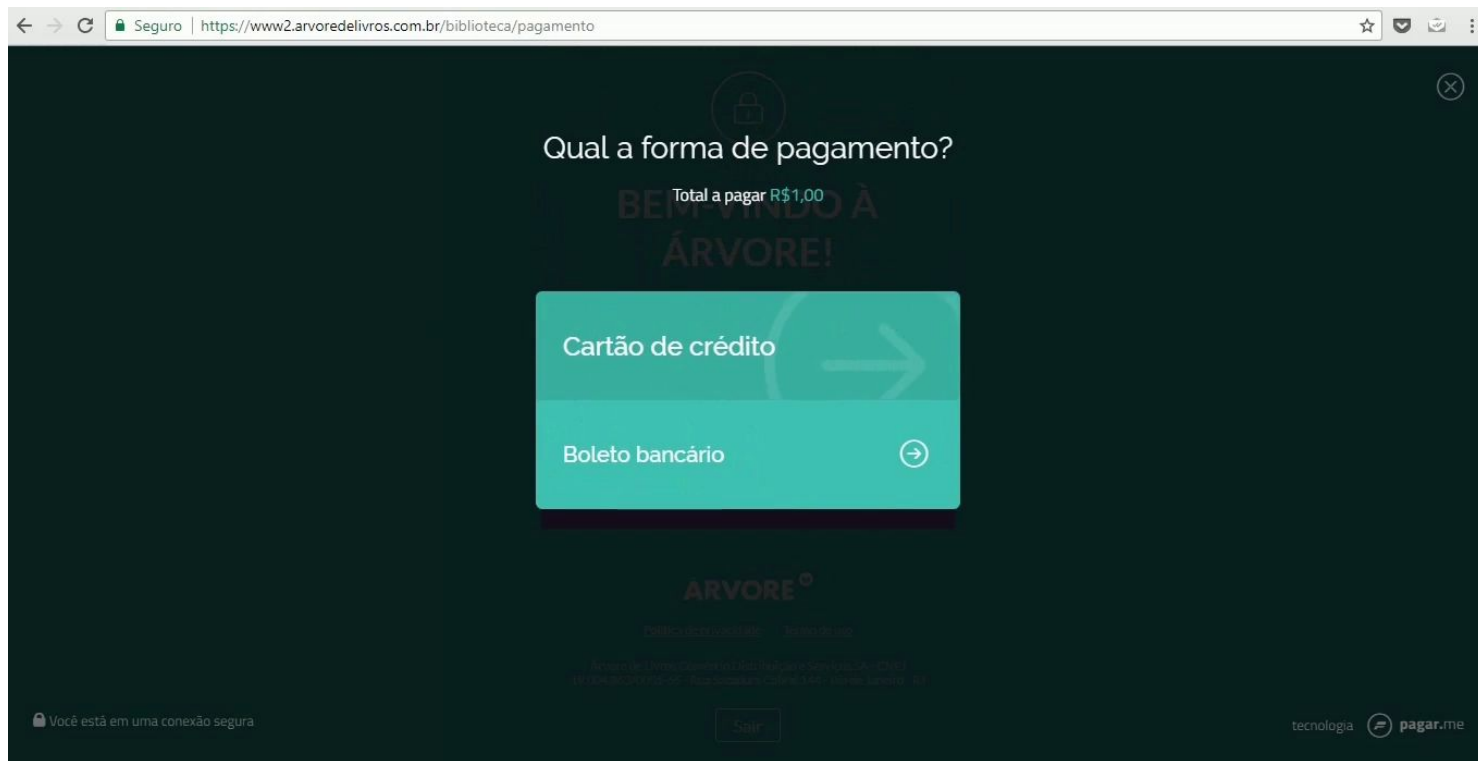 Seguro | https://www2.arvoredelivros.com.br/biblioteca/pagamento
Qual a forma de pagamento?
Total a pagar R$1,00
BEM-VINDO À
ÁRVORE!
Cartão de crédito
Boleto bancário
ÁRVORE
Sair
Você está em uma conexão segura
tecnologia pagar.me